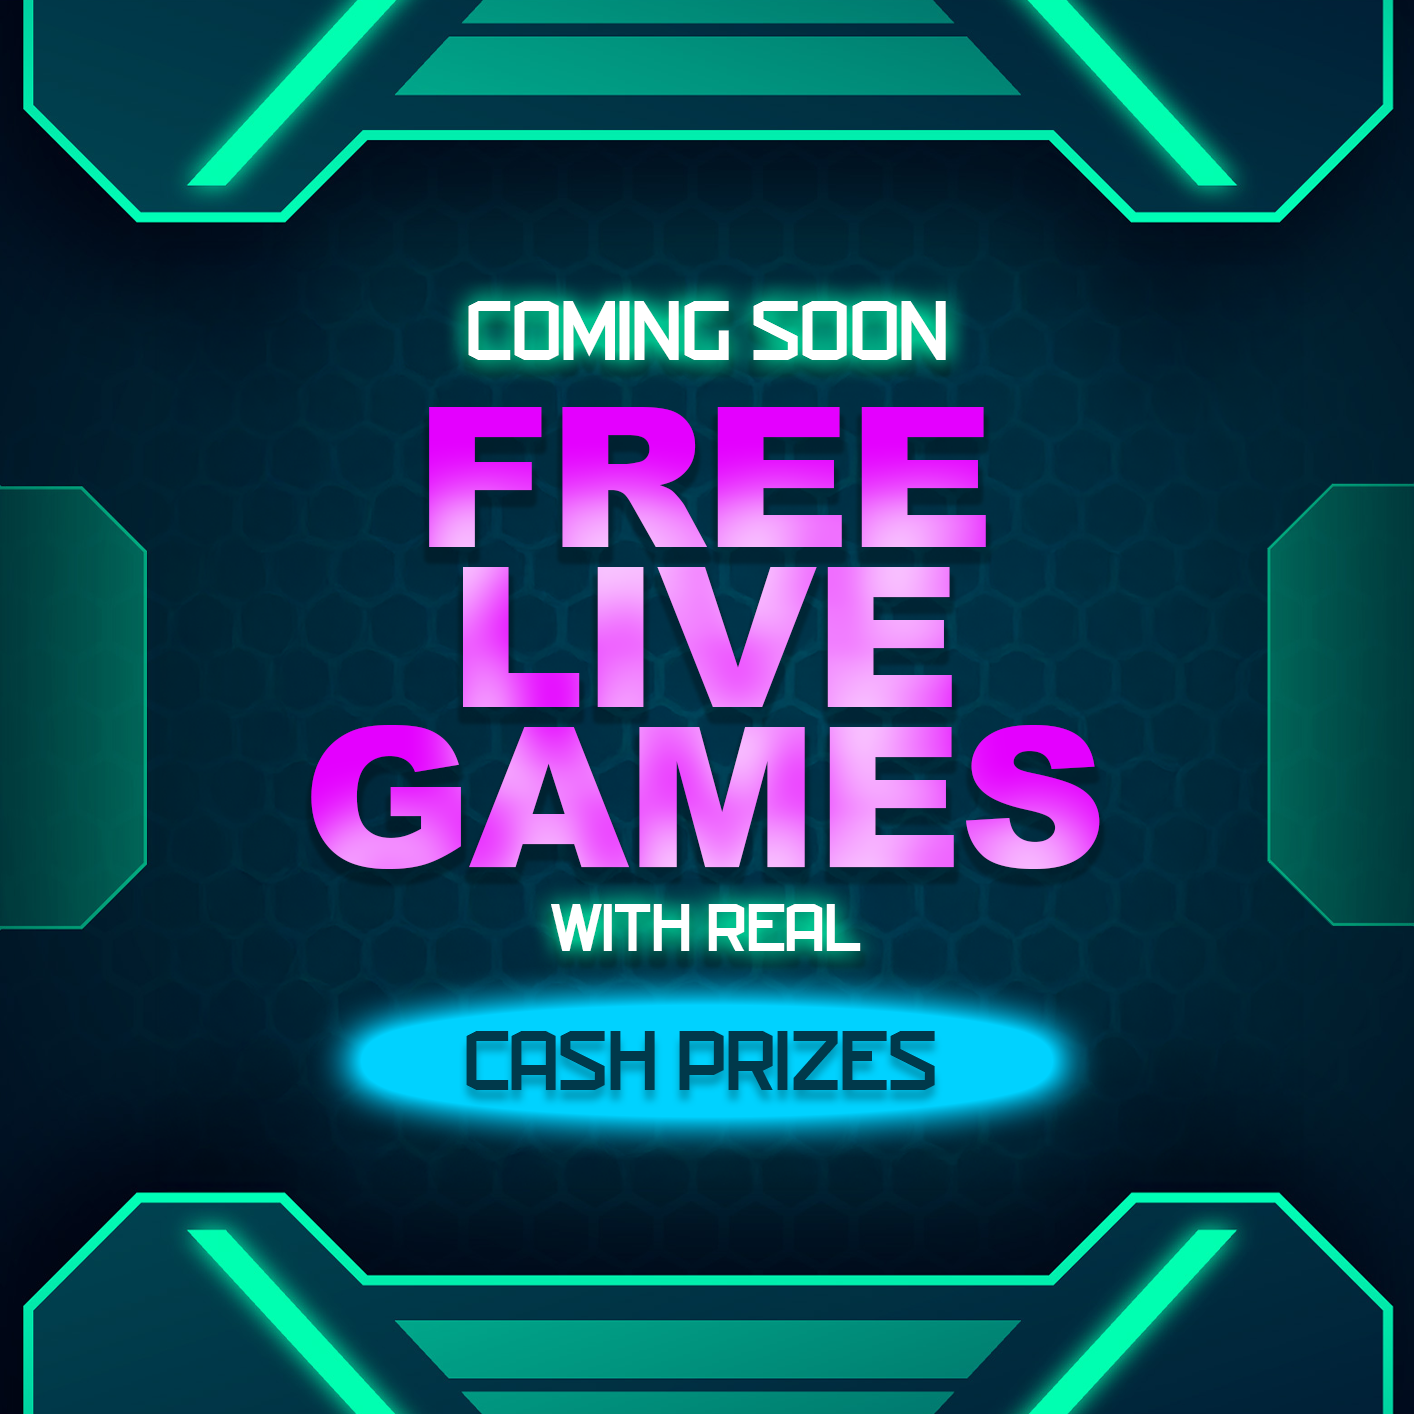 COMING SOON
FREE
LIVE
GAMES
WITH REAL
CASH PRIZES